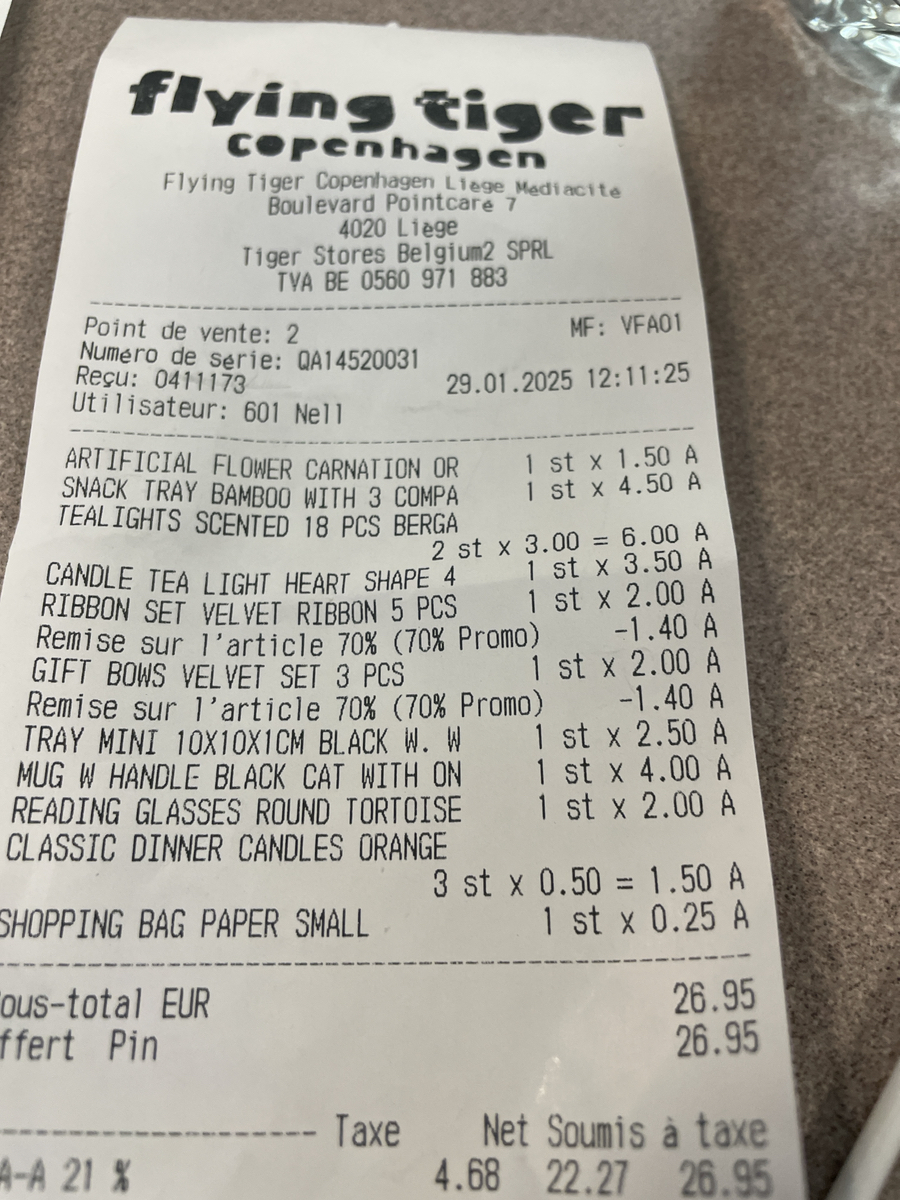 flying tiger
copenhagen
Flying Tiger Copenhagen Liège Médiacité
Boulevard Pointcaré 7
4020 Liège
Tiger Stores Belgium2 SPRL
TVA BE 0560 971 883
Point de vente: 2 MF: VFA01
Numéro de série: QA14520031
Reçu: 0411173 29.01.2025 12:11:25
Utilisateur: 601 Nell
ARTIFICIAL FLOWER CARNATION OR 1 st x 1.50 A
SNACK TRAY BAMBOO WITH 3 COMPA 1 st x 4.50 A
TEALIGHTS SCENTED 18 PCS BERGA
2 st x 3.00 = 6.00 A
CANDLE TEA LIGHT HEART SHAPE 4 1 st x 3.50 A
RIBBON SET VELVET RIBBON 5 PCS 1 st x 2.00 A
Remise sur l'article 70% (70% Promo) -1.40 A
GIFT BOWS VELVET SET 3 PCS 1 st x 2.00 A
Remise sur l'article 70% (70% Promo) -1.40 A
TRAY MINI 10X10X1CM BLACK W. W 1 st x 2.50 A
MUG W HANDLE BLACK CAT WITH ON 1 st x 4.00 A
READING GLASSES ROUND TORTOISE 1 st x 2.00 A
CLASSIC DINNER CANDLES ORANGE
3 st x 0.50 = 1.50 A
SHOPPING BAG PAPER SMALL 1 st x 0.25 A
ous-total EUR 26.95
ffert Pin 26.95
Taxe Net Soumis à taxe
A-A 21 % 4.68 22.27 26.95